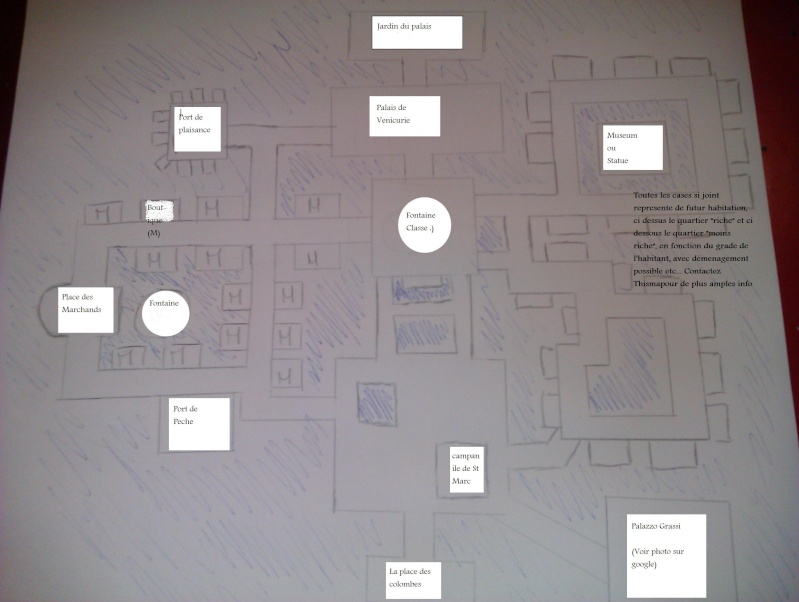 Jardin du palais
Palais de
Venicurie
Port de
plaisance
Museum
ou
Statue
Toutes les cases si joint
represente de futur habitation,
ci dessus le quartier "riche" et ci
dessous le quartier "moins
riche", en fonction du grade de
l'habitant, avec déménagement
possible etc... Contactez
Thismapour de plus amples info
Bout-
ique
(M)
M
M
M
Fontaine
Classe ;)
M
M
M
M
Place des
Marchands
Fontaine
M
M
M
M
M
M
M
Port de
Peche
campan
ile de St
Marc
Palazzo Grassi
(Voir photo sur
google)
La place des
colombes